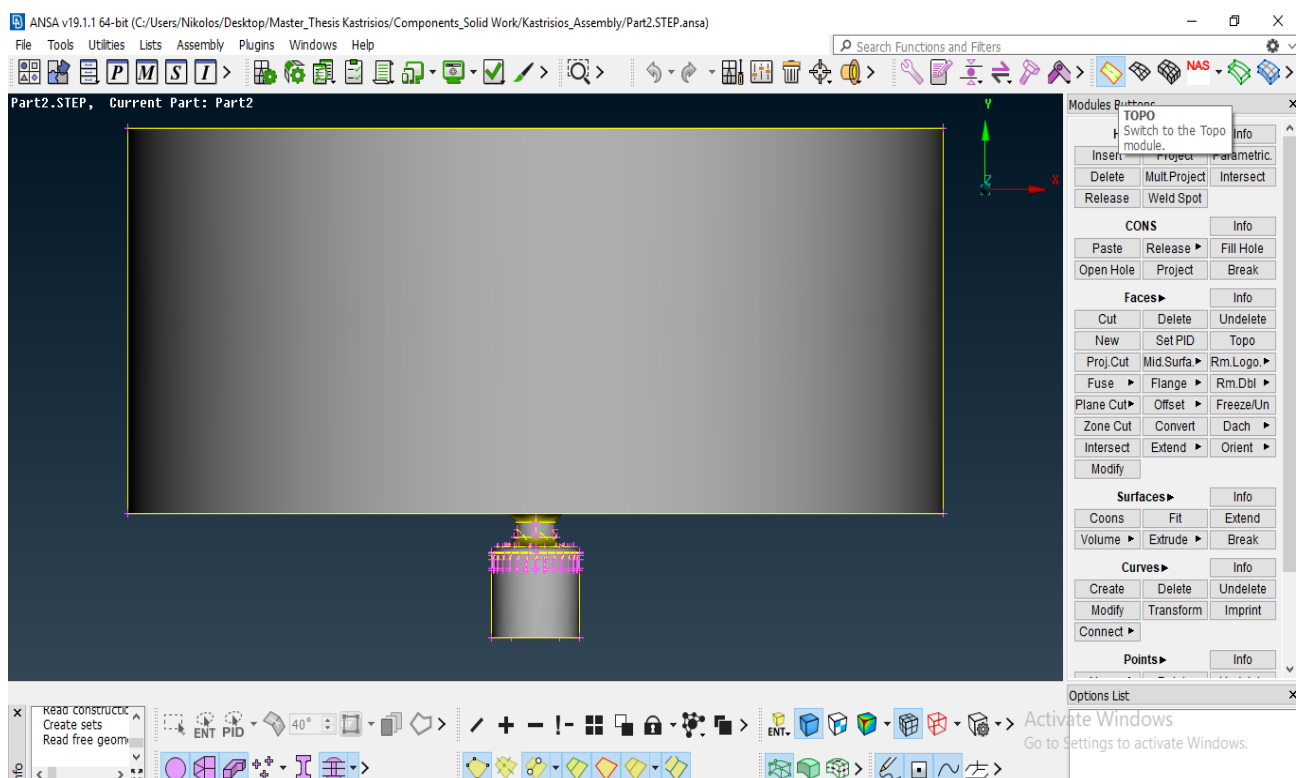 ANSA v19.1.1 64-bit (C:/Users/Nikolos/Desktop/Master_Thesis Kastrisios/Components_Solid Work/Kastrisios_Assembly/Part2.STEP.ansa)
File Tools Utilities Lists Assembly Plugins Windows Help
Search Functions and Filters
P M S I NAS
Part2.STEP, Current Part: Part2
Y
X
Z
Modules Buttons
TOPO
Switch to the Topo
module.
H Info
Insert Project Parametric.
Delete Mult.Project Intersect
Release Weld Spot
CONS Info
Paste Release Fill Hole
Open Hole Project Break
Faces Info
Cut Delete Undelete
New Set PID Topo
Proj.Cut Mid.Surfa. Rm.Logo.
Fuse Flange Rm.Dbl
Plane Cut Offset Freeze/Un
Zone Cut Convert Dach
Intersect Extend Orient
Modify
Surfaces Info
Coons Fit Extend
Volume Extrude Break
Curves Info
Create Delete Undelete
Modify Transform Imprint
Connect
Points Info
Options List
Read constructic
Create sets
Read free geom
ENT PID 40° ENT.
Activate Windows
Go to Settings to activate Windows.